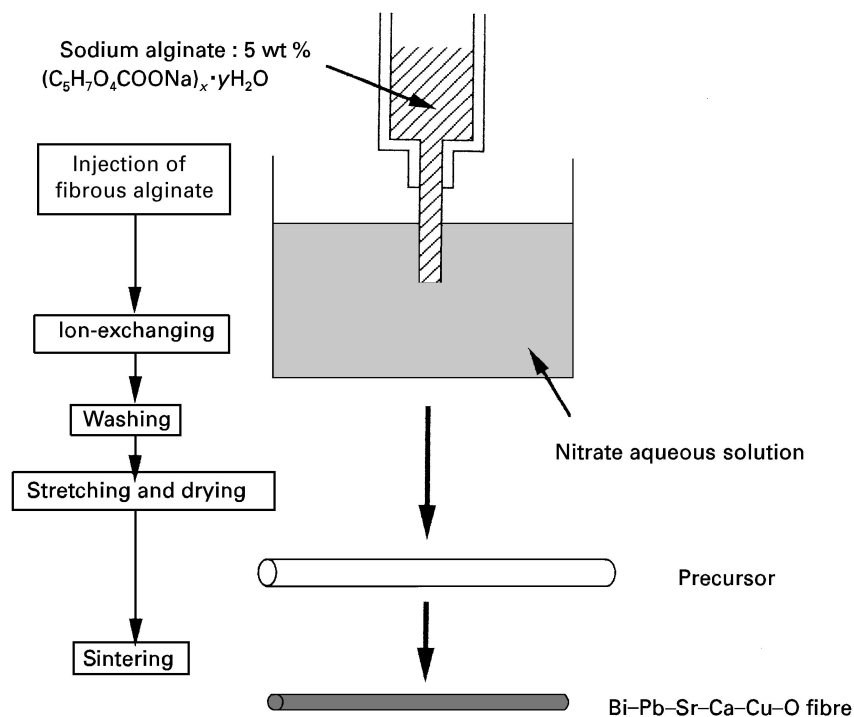 Sodium alginate : 5 wt %
(C₅H₇O₄COONa)ₓ·yH₂O
Injection of
fibrous alginate
Ion-exchanging
Washing
Stretching and drying
Sintering
Nitrate aqueous solution
Precursor
Bi–Pb–Sr–Ca–Cu–O fibre